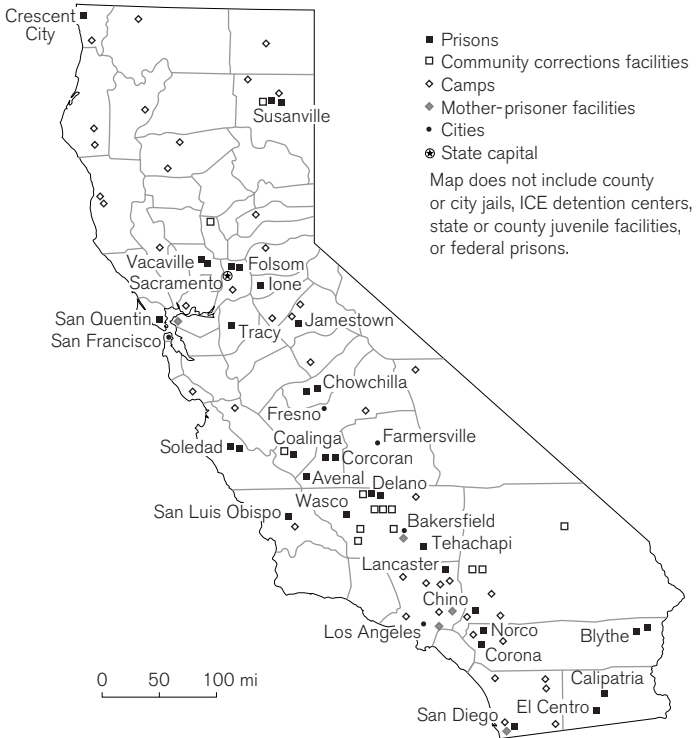 Crescent
City
Prisons
Community corrections facilities
Camps
Mother-prisoner facilities
Cities
State capital
Map does not include county
or city jails, ICE detention centers,
state or county juvenile facilities,
or federal prisons.
Susanville
Vacaville
Folsom
Sacramento
Ione
San Quentin
Tracy
Jamestown
San Francisco
Chowchilla
Fresno
Farmersville
Coalinga
Soledad
Corcoran
Avenal
Delano
Wasco
San Luis Obispo
Bakersfield
Tehachapi
Lancaster
Chino
Los Angeles
Norco
Blythe
Corona
0 50 100 mi
Calipatria
El Centro
San Diego